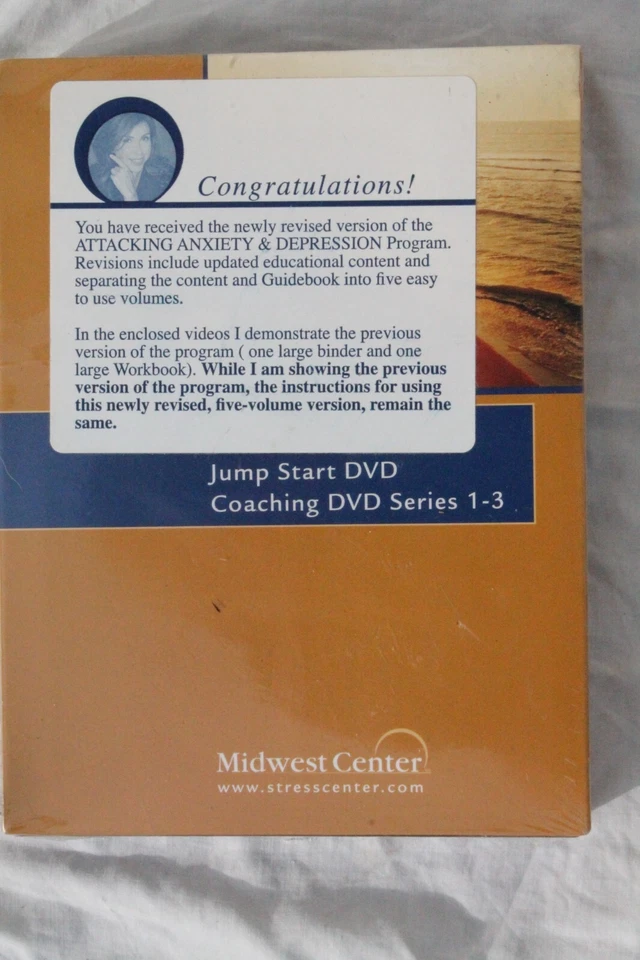 Congratulations!
You have received the newly revised version of the
ATTACKING ANXIETY & DEPRESSION Program.
Revisions include updated educational content and
separating the content and Guidebook into five easy
to use volumes.
In the enclosed videos I demonstrate the previous
version of the program ( one large binder and one
large Workbook). While I am showing the previous
version of the program, the instructions for using
this newly revised, five-volume version, remain the
same.
Jump Start DVD
Coaching DVD Series 1-3
Midwest Center
www.stresscenter.com